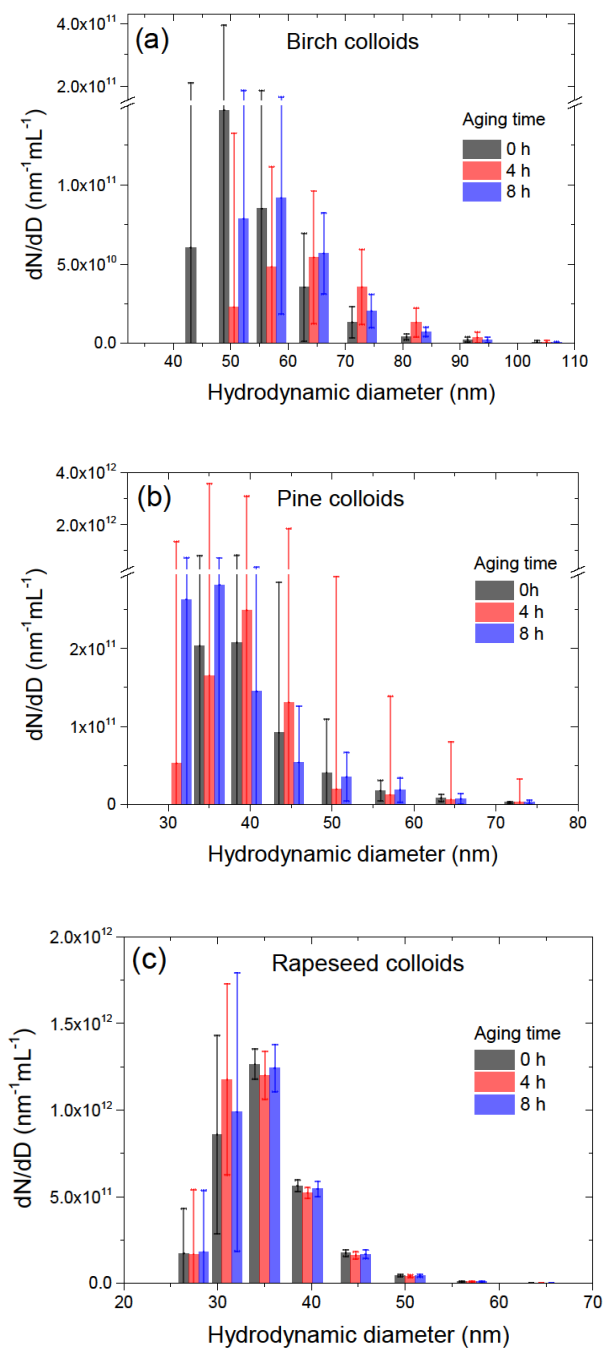 (a)
Birch colloids
4.0x10¹¹
2.0x10¹¹
1.0x10¹¹
5.0x10¹⁰
0.0
dN/dD (nm⁻¹mL⁻¹)
Aging time
0 h
4 h
8 h
40 50 60 70 80 90 100 110
Hydrodynamic diameter (nm)
(b)
Pine colloids
4.0x10¹²
2.0x10¹²
2x10¹¹
1x10¹¹
0
dN/dD (nm⁻¹mL⁻¹)
Aging time
0h
4 h
8 h
30 40 50 60 70 80
Hydrodynamic diameter (nm)
(c)
Rapeseed colloids
2.0x10¹²
1.5x10¹²
1.0x10¹²
5.0x10¹¹
0.0
dN/dD (nm⁻¹mL⁻¹)
Aging time
0 h
4 h
8 h
20 30 40 50 60 70
Hydrodynamic diameter (nm)